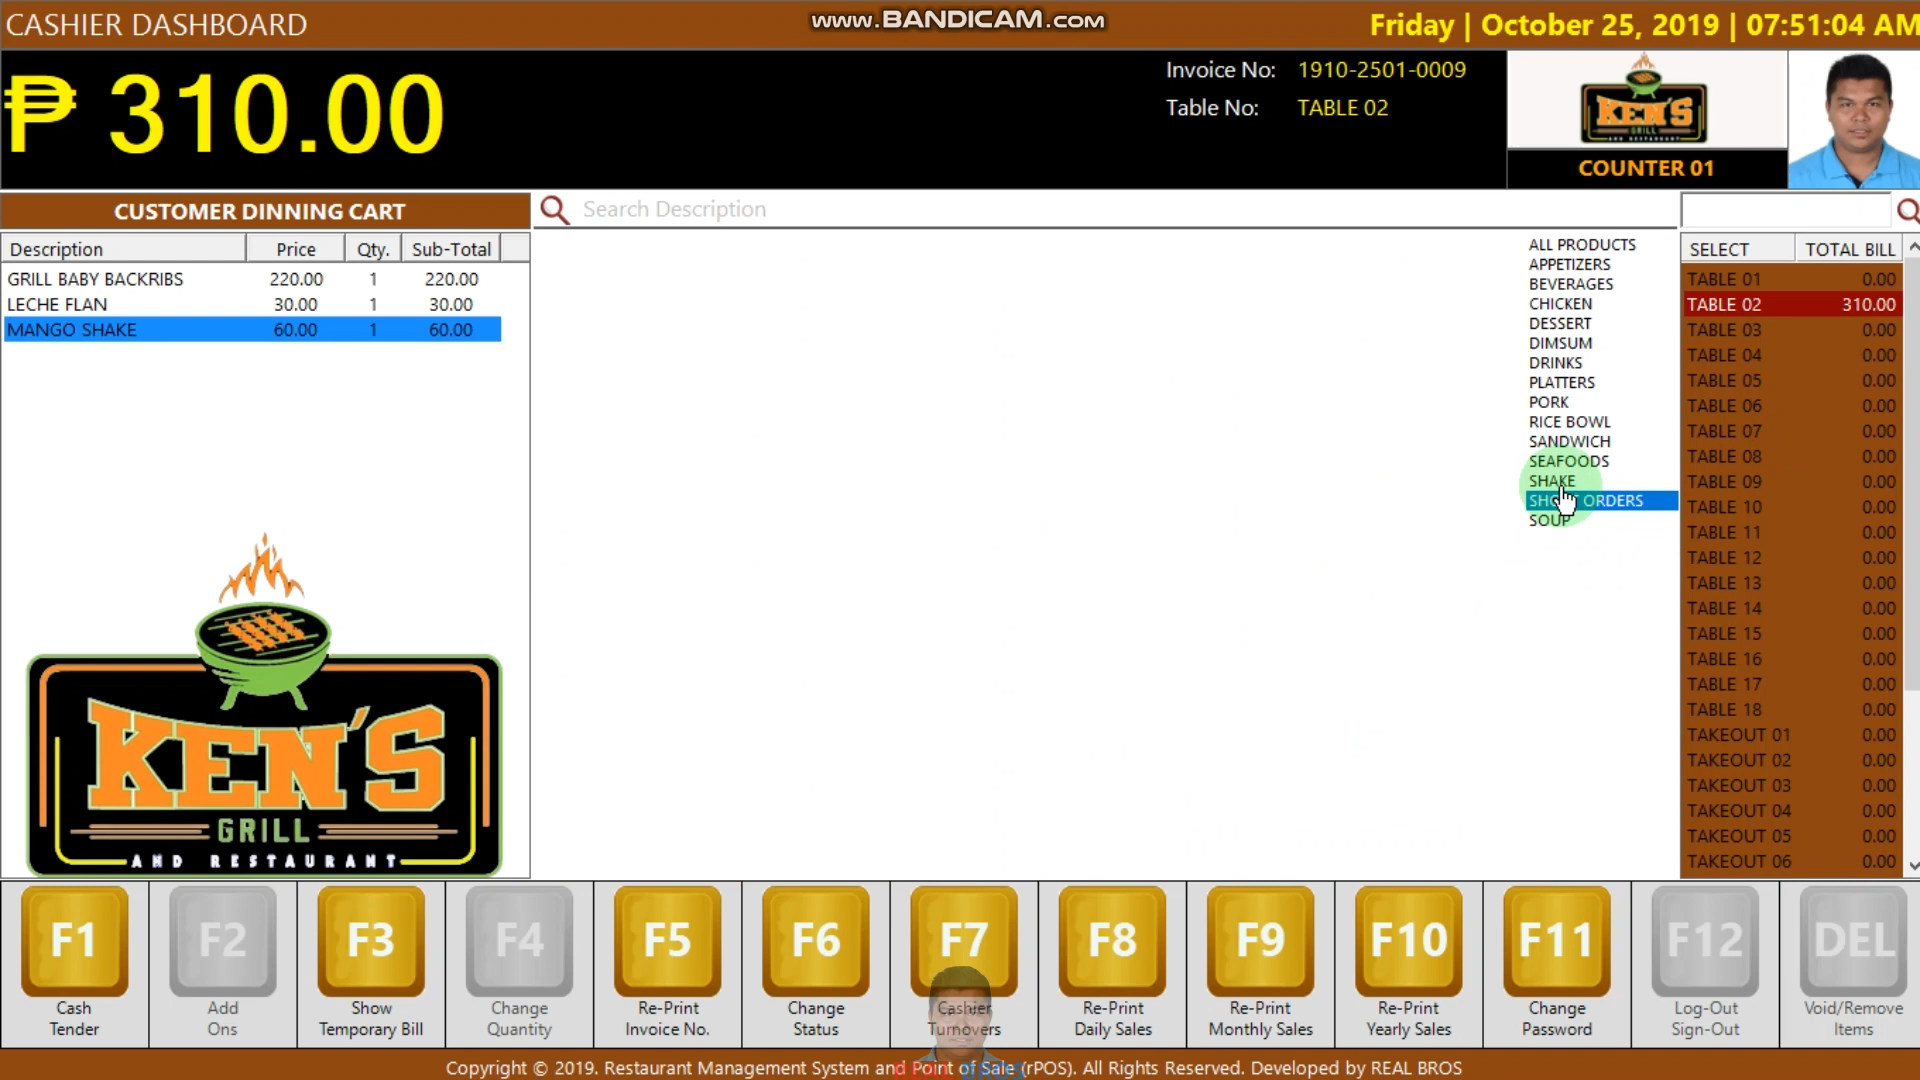 CASHIER DASHBOARD
www.BANDICAM.com
Friday | October 25, 2019 | 07:51:04 AM
₱ 310.00
Invoice No: 1910-2501-0009
Table No: TABLE 02
KEN'S
GRILL
AND RESTAURANT
COUNTER 01
CUSTOMER DINNING CART
Search Description
Description Price Qty. Sub-Total
GRILL BABY BACKRIBS 220.00 1 220.00
LECHE FLAN 30.00 1 30.00
MANGO SHAKE 60.00 1 60.00
KEN'S
GRILL
AND RESTAURANT
ALL PRODUCTS
APPETIZERS
BEVERAGES
CHICKEN
DESSERT
DIMSUM
DRINKS
PLATTERS
PORK
RICE BOWL
SANDWICH
SEAFOODS
SHAKE
SHORT ORDERS
SOUP
SELECT TOTAL BILL
TABLE 01 0.00
TABLE 02 310.00
TABLE 03 0.00
TABLE 04 0.00
TABLE 05 0.00
TABLE 06 0.00
TABLE 07 0.00
TABLE 08 0.00
TABLE 09 0.00
TABLE 10 0.00
TABLE 11 0.00
TABLE 12 0.00
TABLE 13 0.00
TABLE 14 0.00
TABLE 15 0.00
TABLE 16 0.00
TABLE 17 0.00
TABLE 18 0.00
TAKEOUT 01 0.00
TAKEOUT 02 0.00
TAKEOUT 03 0.00
TAKEOUT 04 0.00
TAKEOUT 05 0.00
TAKEOUT 06 0.00
F1
Cash
Tender
F2
Add
Ons
F3
Show
Temporary Bill
F4
Change
Quantity
F5
Re-Print
Invoice No.
F6
Change
Status
F7
Cashier
Turnovers
F8
Re-Print
Daily Sales
F9
Re-Print
Monthly Sales
F10
Re-Print
Yearly Sales
F11
Change
Password
F12
Log-Out
Sign-Out
DEL
Void/Remove
Items
Copyright © 2019. Restaurant Management System and Point of Sale (rPOS). All Rights Reserved. Developed by REAL BROS